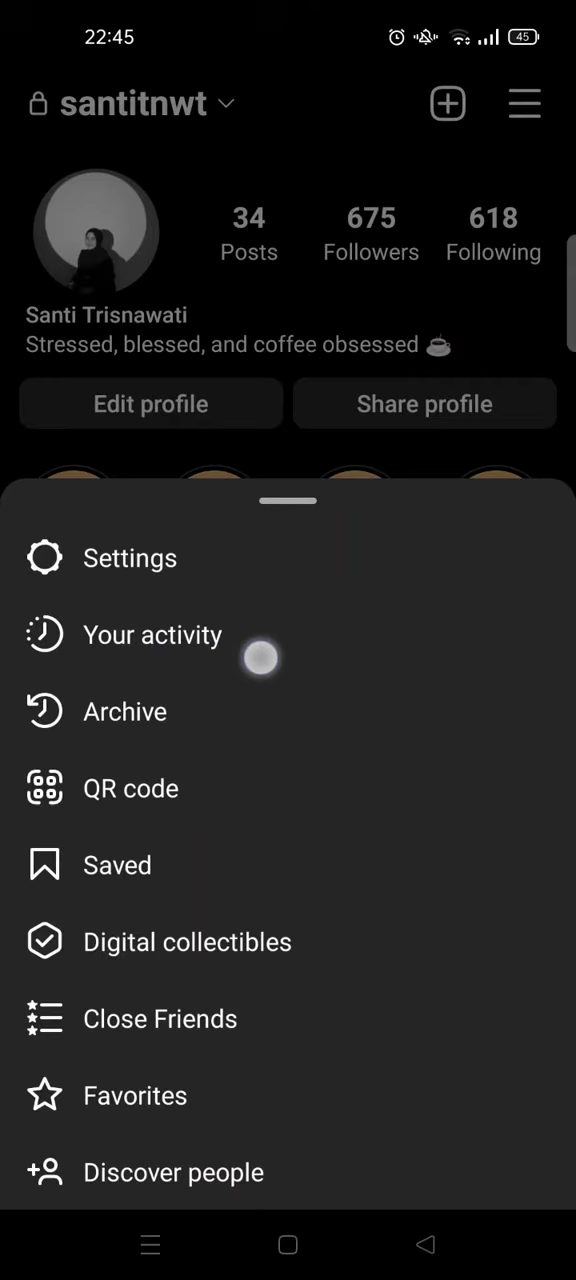 22:45
45
santitnwt
34
675
618
Posts
Followers
Following
Santi Trisnawati
Stressed, blessed, and coffee obsessed ☕
Edit profile
Share profile
Settings
Your activity
Archive
QR code
Saved
Digital collectibles
Close Friends
Favorites
Discover people